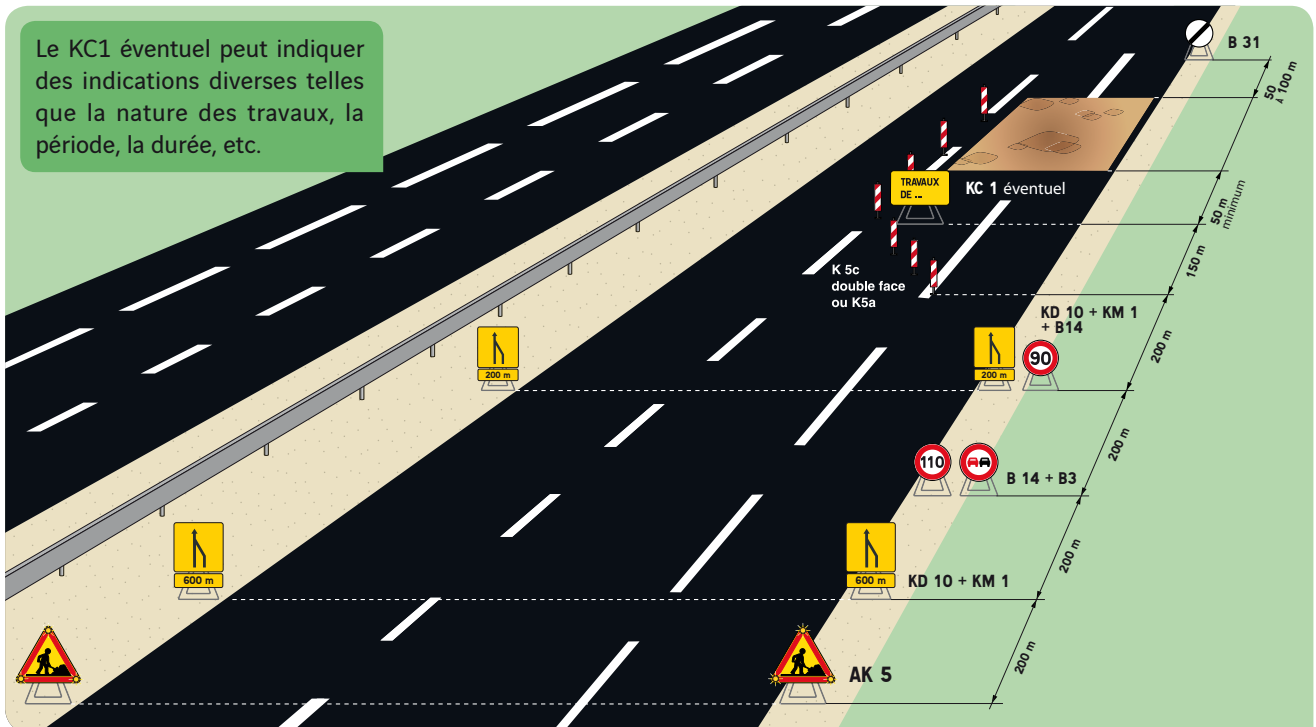 Le KC1 éventuel peut indiquer
des indications diverses telles
que la nature des travaux, la
période, la durée, etc.
B 31
50
À 100 m
TRAVAUX
DE ...
KC 1 éventuel
50 m
minimum
150 m
K 5c
double face
ou K5a
KD 10 + KM 1
+ B14
200 m
200 m
200 m
90
200 m
110
B 14 + B3
200 m
600 m
600 m
KD 10 + KM 1
AK 5
200 m